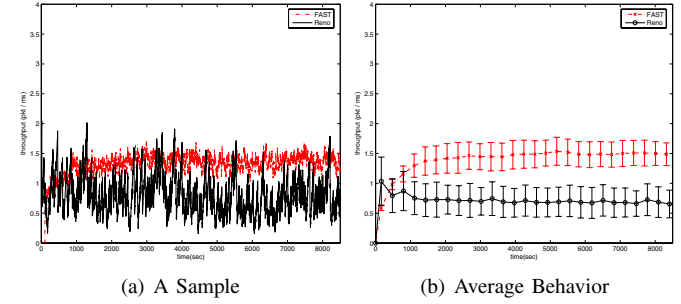 4
3.5
3
2.5
2
1.5
1
0.5
0
throughput (pkt / ms)
FAST
Reno
0 1000 2000 3000 4000 5000 6000 7000 8000
time(sec)
(a) A Sample
4
3.5
3
2.5
2
1.5
1
0.5
0
throughput (pkt / ms)
FAST
Reno
0 1000 2000 3000 4000 5000 6000 7000 8000
time(sec)
(b) Average Behavior